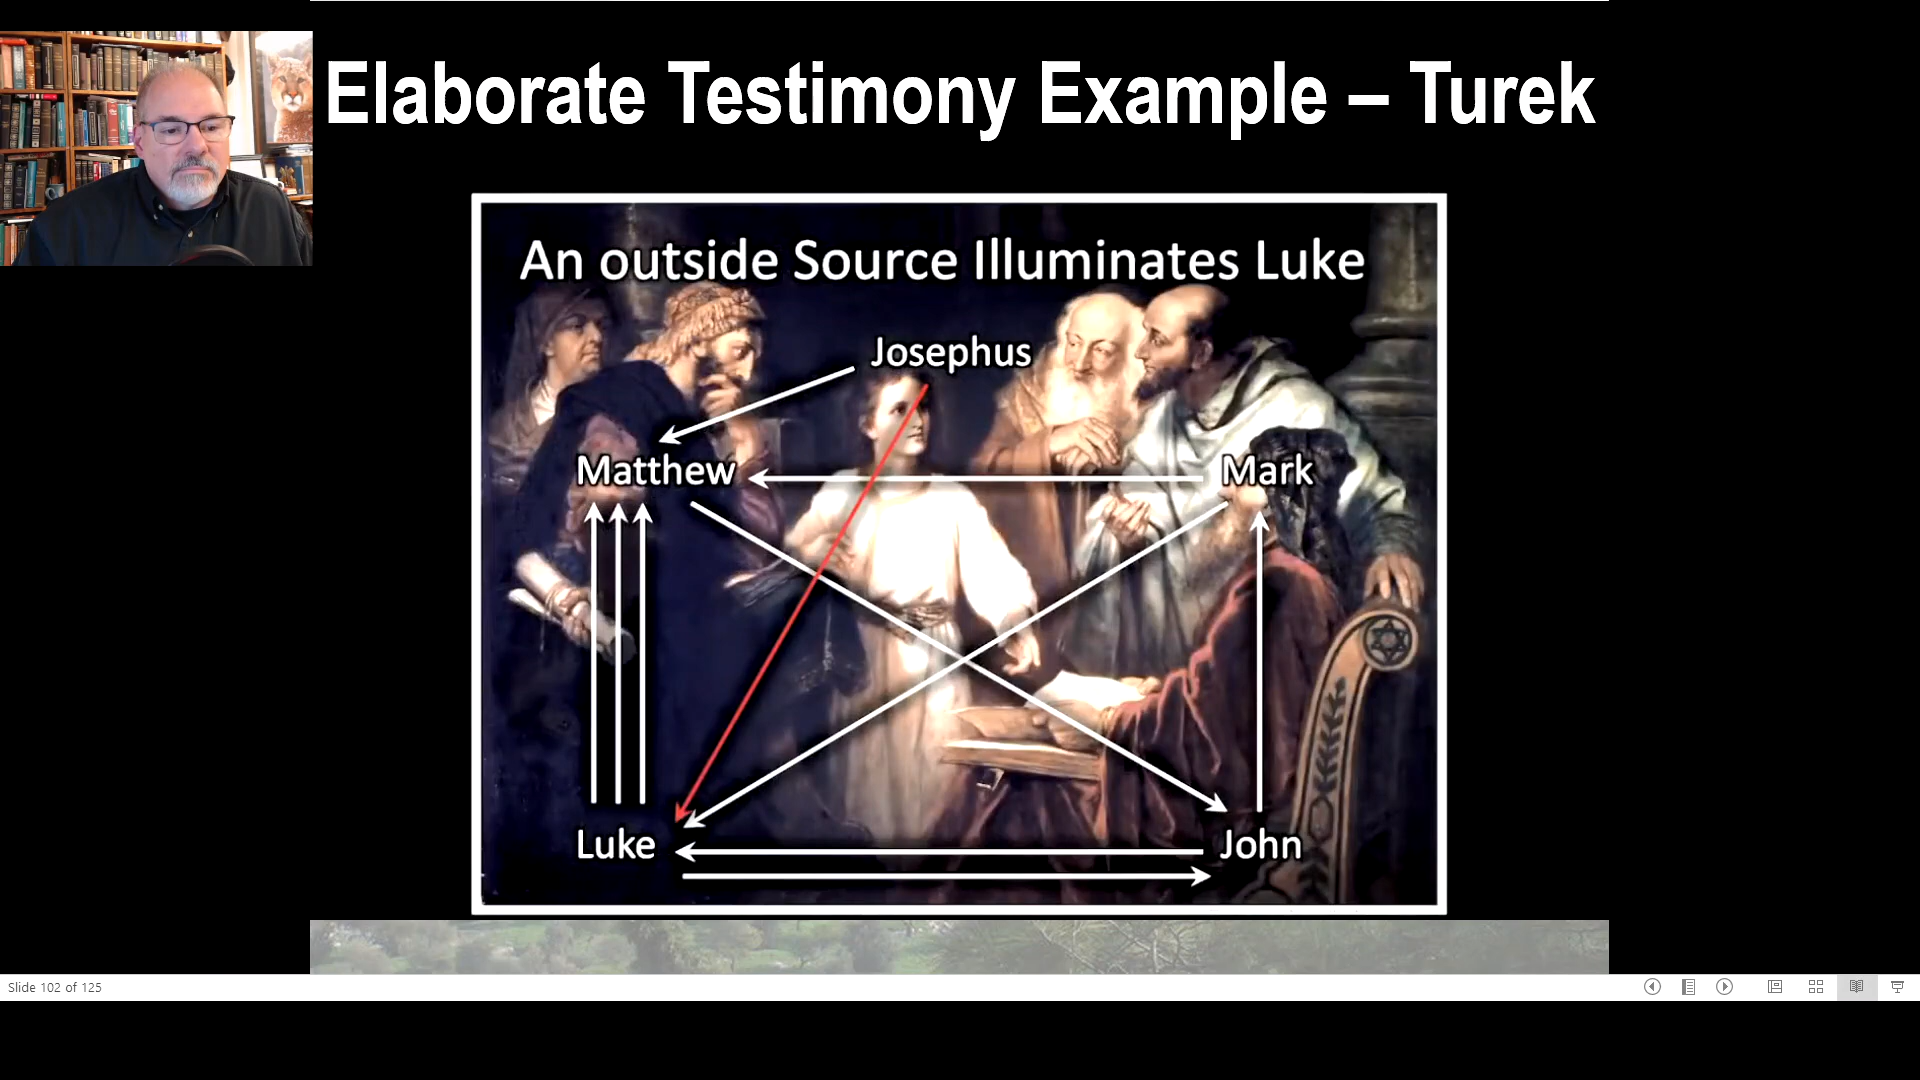 Elaborate Testimony Example – Turek
An outside Source Illuminates Luke
Josephus
Matthew
Mark
Luke
John
Slide 102 of 125